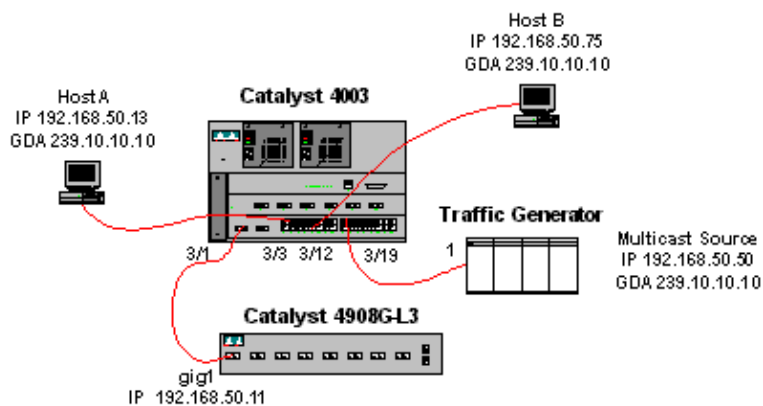 Host B
IP 192.168.50.75
GDA 239.10.10.10
Host A
IP 192.168.50.13
GDA 239.10.10.10
Catalyst 4003
Traffic Generator
Multicast Source
IP 192.168.50.50
GDA 239.10.10.10
1
3/1
3/3
3/12
3/19
Catalyst 4908G-L3
gig1
IP 192.168.50.11